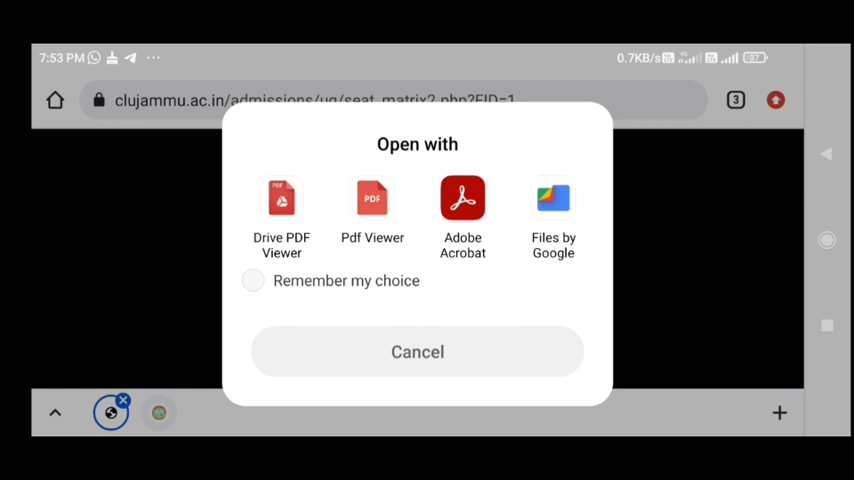 7:53 PM
0.7KB/s
clujammu.ac.in/admissions/ug/seat_matrix2.php?FID=1
3
Open with
PDF
PDF
Drive PDF
Viewer
Pdf Viewer
Adobe
Acrobat
Files by
Google
Remember my choice
Cancel